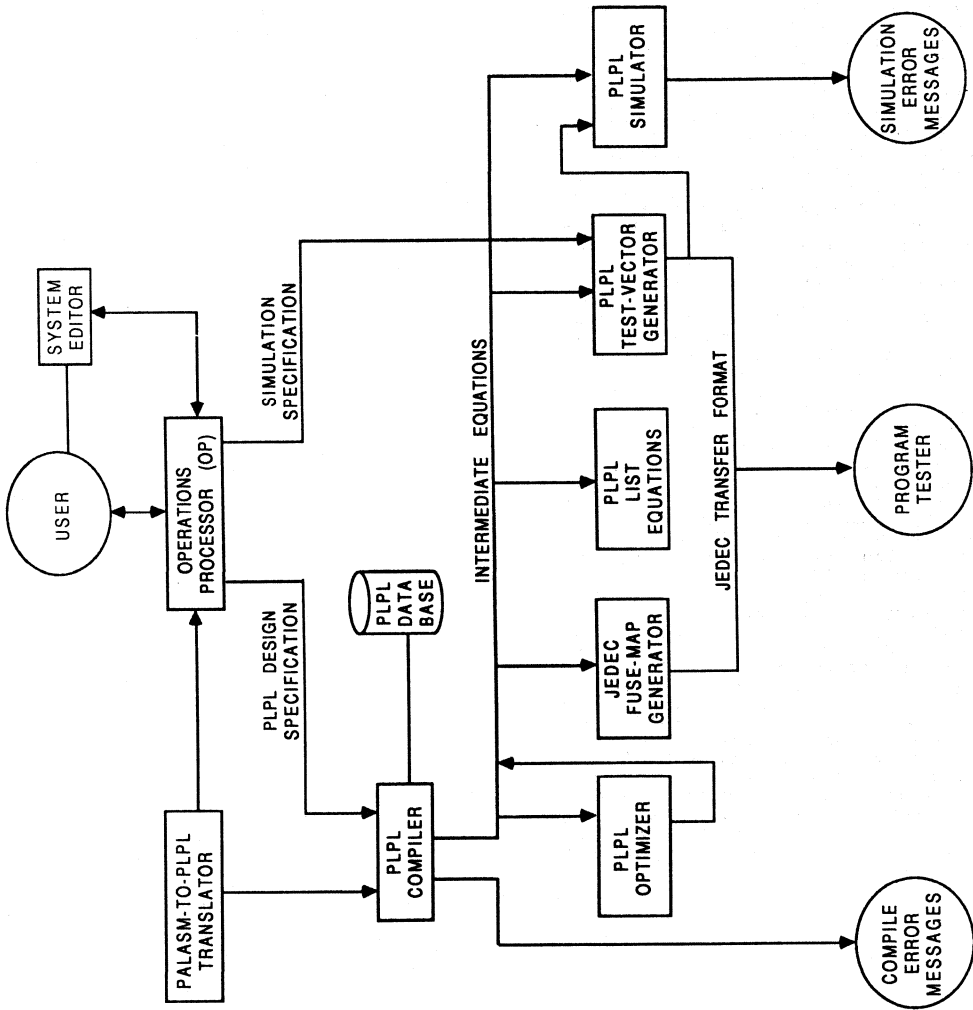 USER
SYSTEM
EDITOR
PALASM-TO-PLPL
TRANSLATOR
OPERATIONS
PROCESSOR (OP)
PLPL DESIGN
SPECIFICATION
SIMULATION
SPECIFICATION
PLPL
COMPILER
PLPL
DATA
BASE
INTERMEDIATE EQUATIONS
PLPL
OPTIMIZER
JEDEC
FUSE-MAP
GENERATOR
PLPL
LIST
EQUATIONS
PLPL
TEST-VECTOR
GENERATOR
PLPL
SIMULATOR
JEDEC TRANSFER FORMAT
COMPILE
ERROR
MESSAGES
PROGRAM
TESTER
SIMULATION
ERROR
MESSAGES